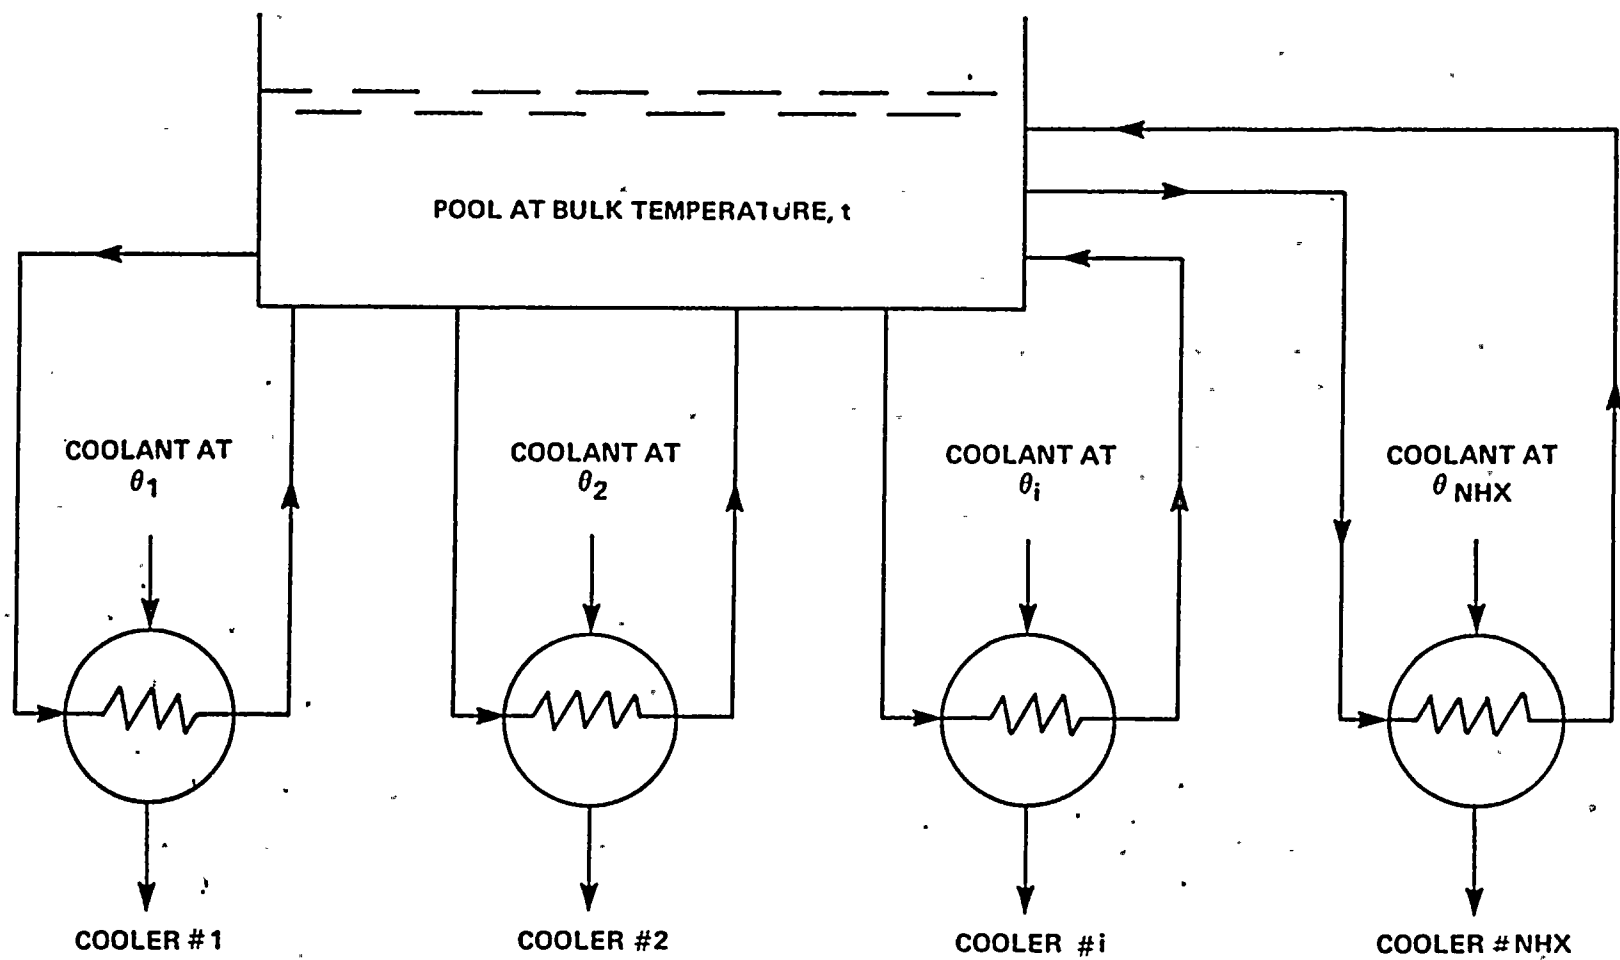 POOL AT BULK TEMPERATURE, t
COOLANT AT
θ1
COOLANT AT
θ2
COOLANT AT
θi
COOLANT AT
θNHX
COOLER #1
COOLER #2
COOLER #i
COOLER #NHX